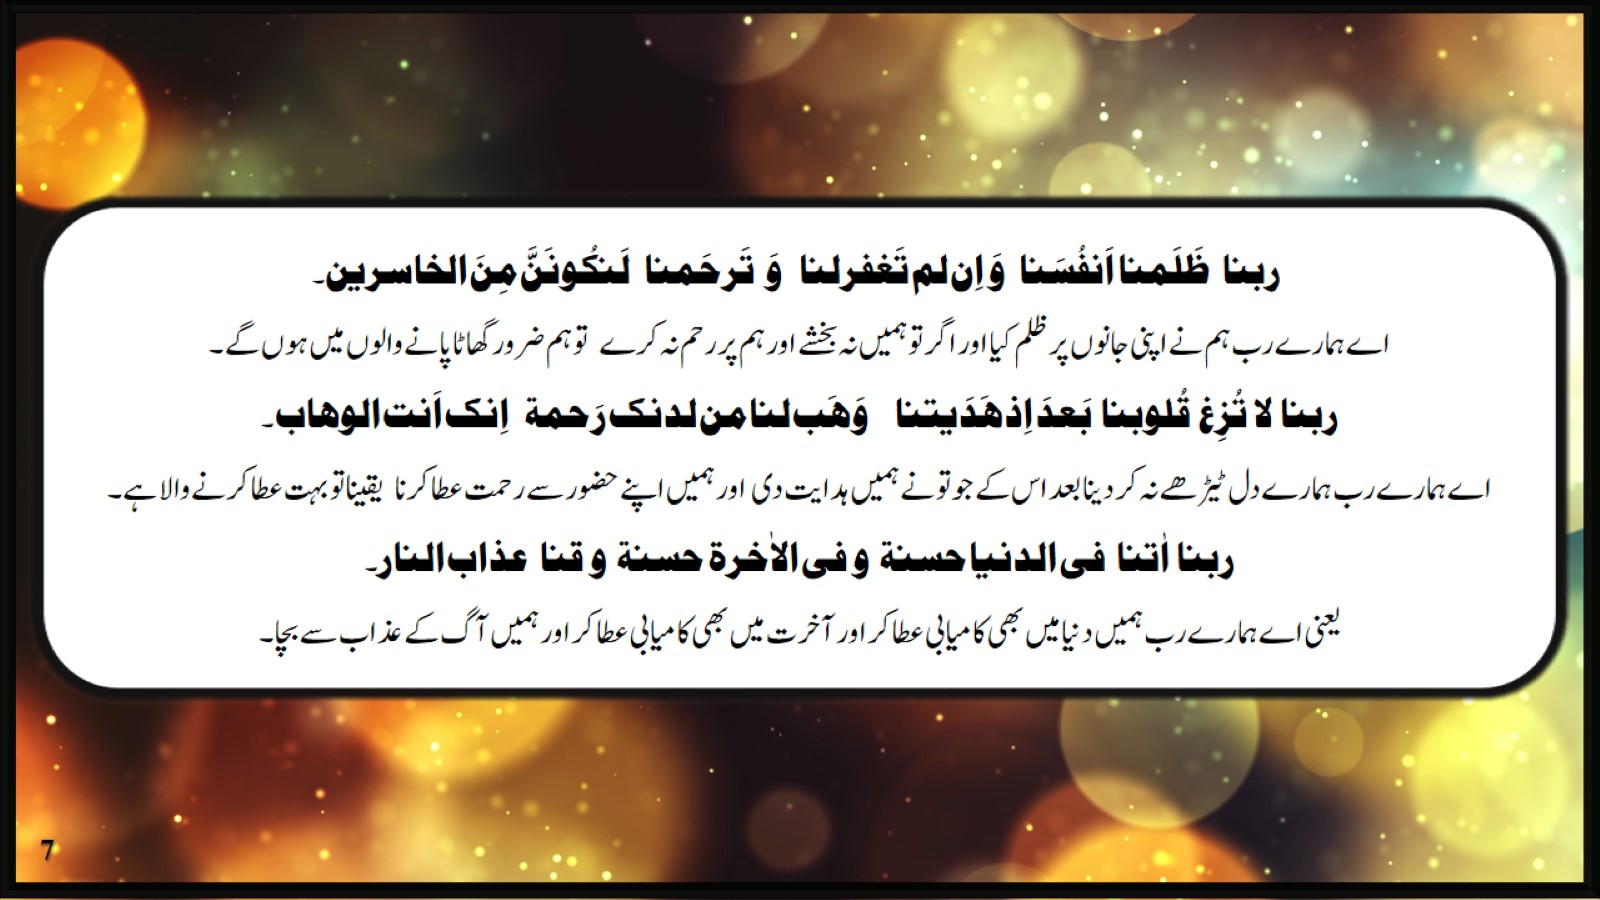 ربنا ظَلَمنا اَنفُسَنا وَ اِن لم تَغفرلنا وَ تَرحَمنا لَنکُونَنَّ مِنَ الخاسرین۔
اے ہمارے رب ہم نے اپنی جانوں پر ظلم کیا اور اگر تو ہمیں نہ بخشے اور ہم پر رحم نہ کرے تو ہم ضرور گھاٹا پانے والوں میں ہوں گے۔
ربنا لا تُزِغ قُلوبنا بَعدَ اِذ هَدَیتنا وَهَب لنا من لدنک رَحمة اِنک اَنت الوهاب۔
اے ہمارے رب ہمارے دل ٹیڑھے نہ کر دینا بعد اس کے جو تو نے ہمیں ہدایت دی اور ہمیں اپنے حضور سے رحمت عطا کرنا یقینا تو بہت عطا کرنے والا ہے۔
ربنا اٰتنا فی الدنیا حسنة و فی الاٰخرة حسنة و قنا عذاب النار۔
یعنی اے ہمارے رب ہمیں دنیا میں بھی کامیابی عطا کر اور آخرت میں بھی کامیابی عطا کر اور ہمیں آگ کے عذاب سے بچا۔
7